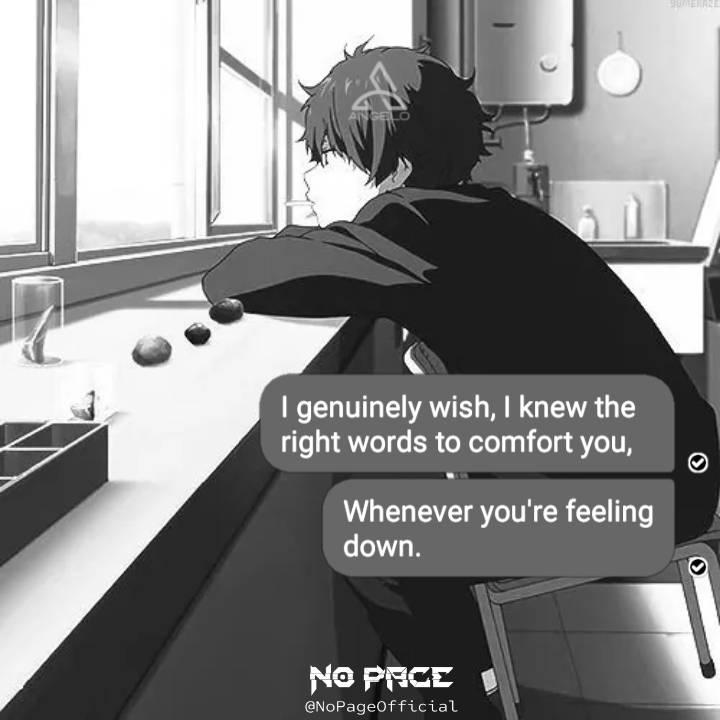 ANGELO
I genuinely wish, I knew the
right words to comfort you,
Whenever you're feeling
down.
NO PAGE
@NoPageOfficial